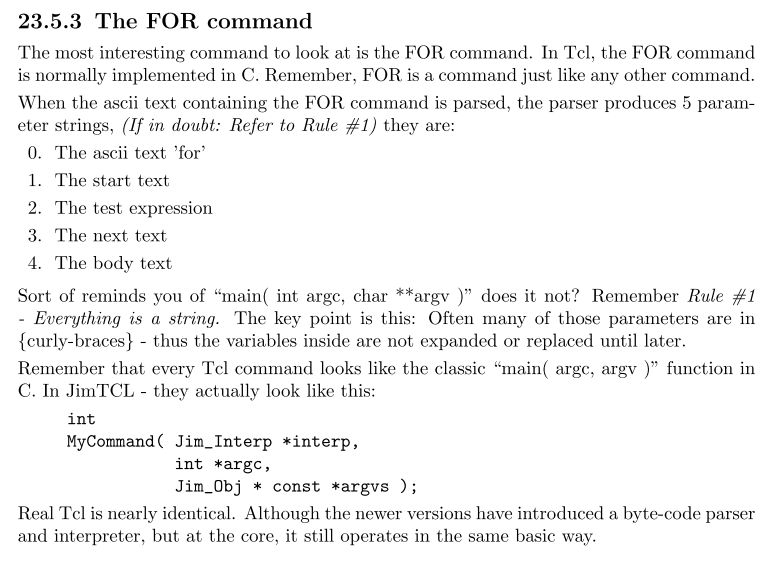 23.5.3 The FOR command
The most interesting command to look at is the FOR command. In Tcl, the FOR command
is normally implemented in C. Remember, FOR is a command just like any other command.
When the ascii text containing the FOR command is parsed, the parser produces 5 param-
eter strings, (If in doubt: Refer to Rule #1) they are:
0. The ascii text 'for'
1. The start text
2. The test expression
3. The next text
4. The body text
Sort of reminds you of “main( int argc, char **argv )” does it not? Remember Rule #1
- Everything is a string. The key point is this: Often many of those parameters are in
{curly-braces} - thus the variables inside are not expanded or replaced until later.
Remember that every Tcl command looks like the classic “main( argc, argv )” function in
C. In JimTCL - they actually look like this:
int
MyCommand( Jim_Interp *interp,
int *argc,
Jim_Obj * const *argvs );
Real Tcl is nearly identical. Although the newer versions have introduced a byte-code parser
and interpreter, but at the core, it still operates in the same basic way.